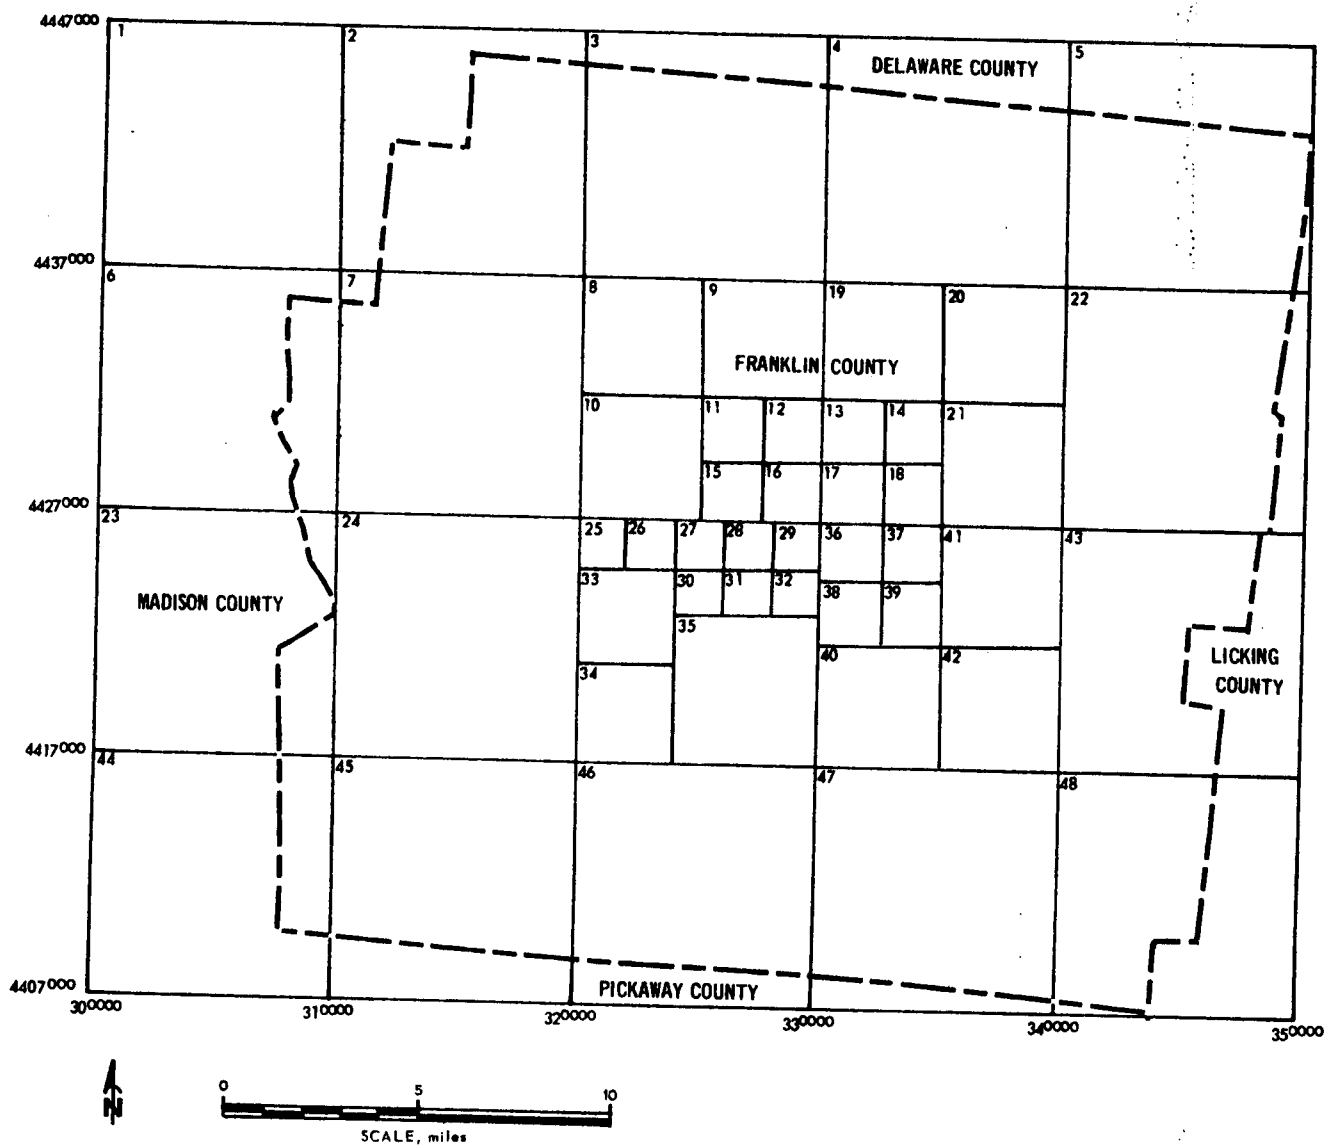 4447000
1 2 3 4 5
DELAWARE COUNTY
4437000
6 7 8 9 19 20 22
FRANKLIN COUNTY
10 11 12 13 14 21
15 16 17 18
4427000
23 24 25 26 27 28 29 36 37 41 43
33 30 31 32 38 39
MADISON COUNTY
35
40 42
LICKING
COUNTY
34
4417000
44 45 46 47 48
4407000
PICKAWAY COUNTY
300000 310000 320000 330000 340000 350000
N
0 5 10
SCALE, miles